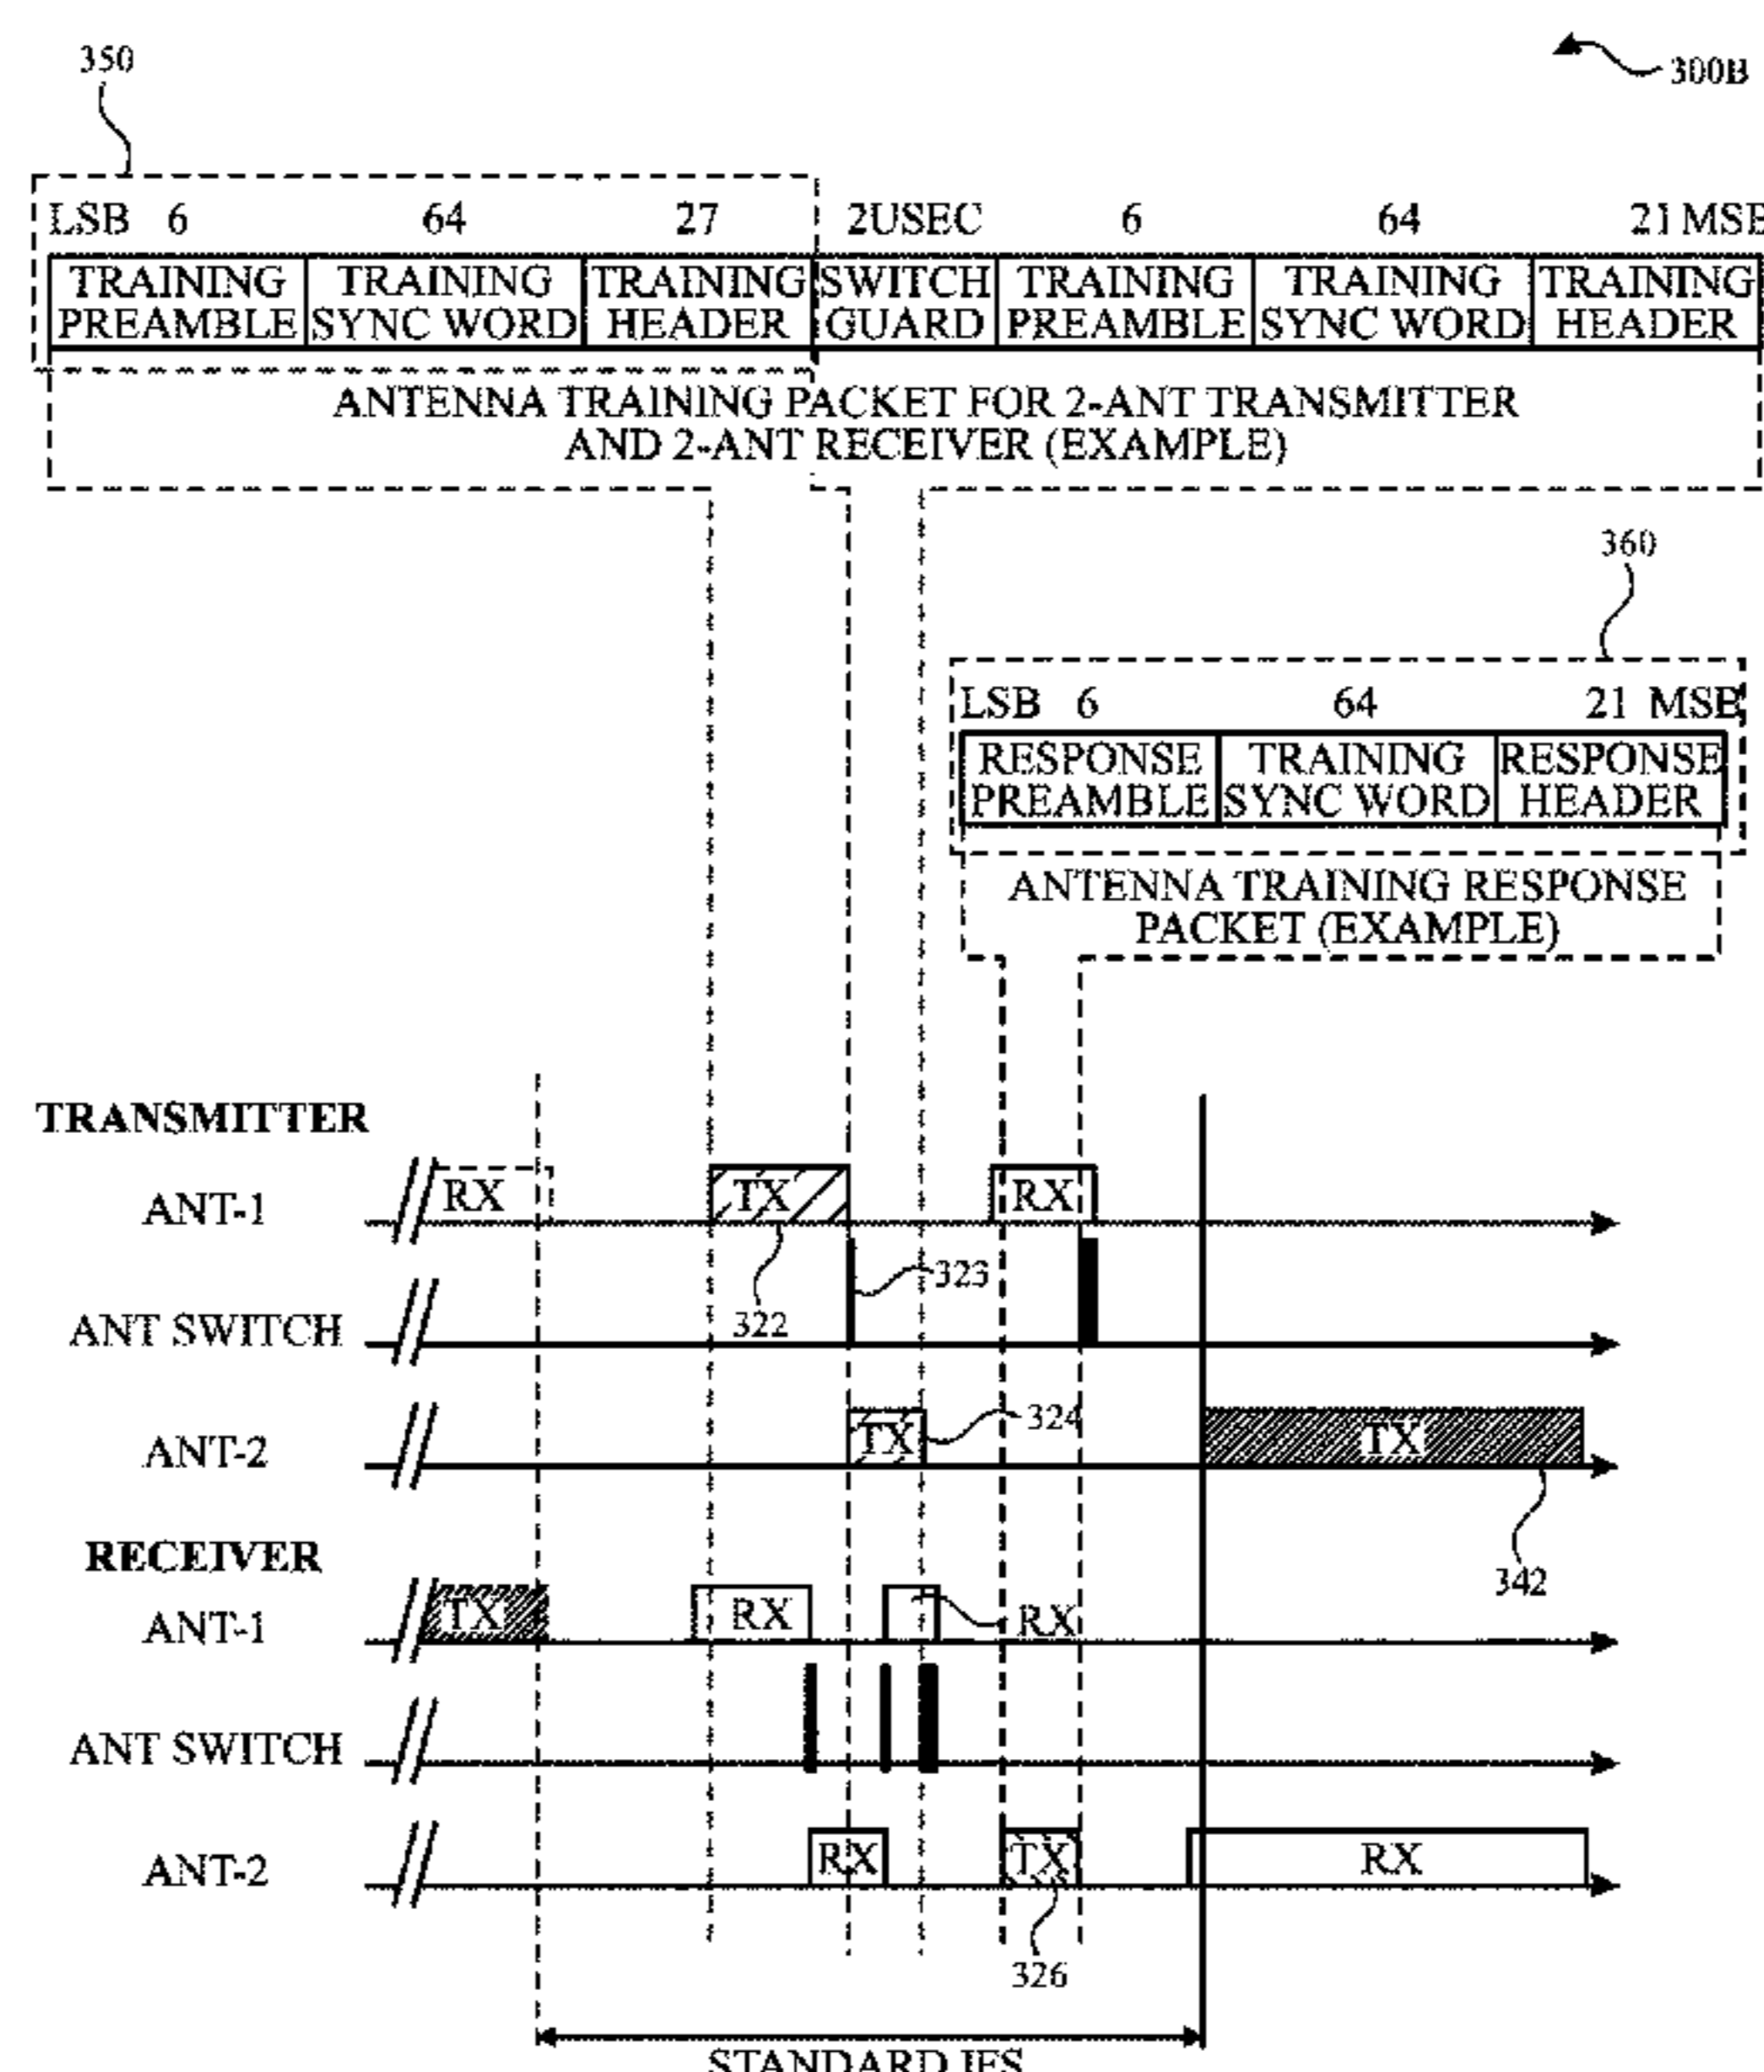 350
300B
LSB 6 64 27 2USEC 6 64 21 MSB
TRAINING PREAMBLE
TRAINING SYNC WORD
TRAINING HEADER
SWITCH GUARD
TRAINING PREAMBLE
TRAINING SYNC WORD
TRAINING HEADER
ANTENNA TRAINING PACKET FOR 2-ANT TRANSMITTER
AND 2-ANT RECEIVER (EXAMPLE)
360
LSB 6 64 21 MSB
RESPONSE PREAMBLE
TRAINING SYNC WORD
RESPONSE HEADER
ANTENNA TRAINING RESPONSE
PACKET (EXAMPLE)
TRANSMITTER
ANT-1
RX
TX
RX
322
323
ANT SWITCH
ANT-2
TX
324
TX
342
RECEIVER
ANT-1
TX
RX
RX
ANT SWITCH
ANT-2
RX
TX
RX
326
STANDARD IFS